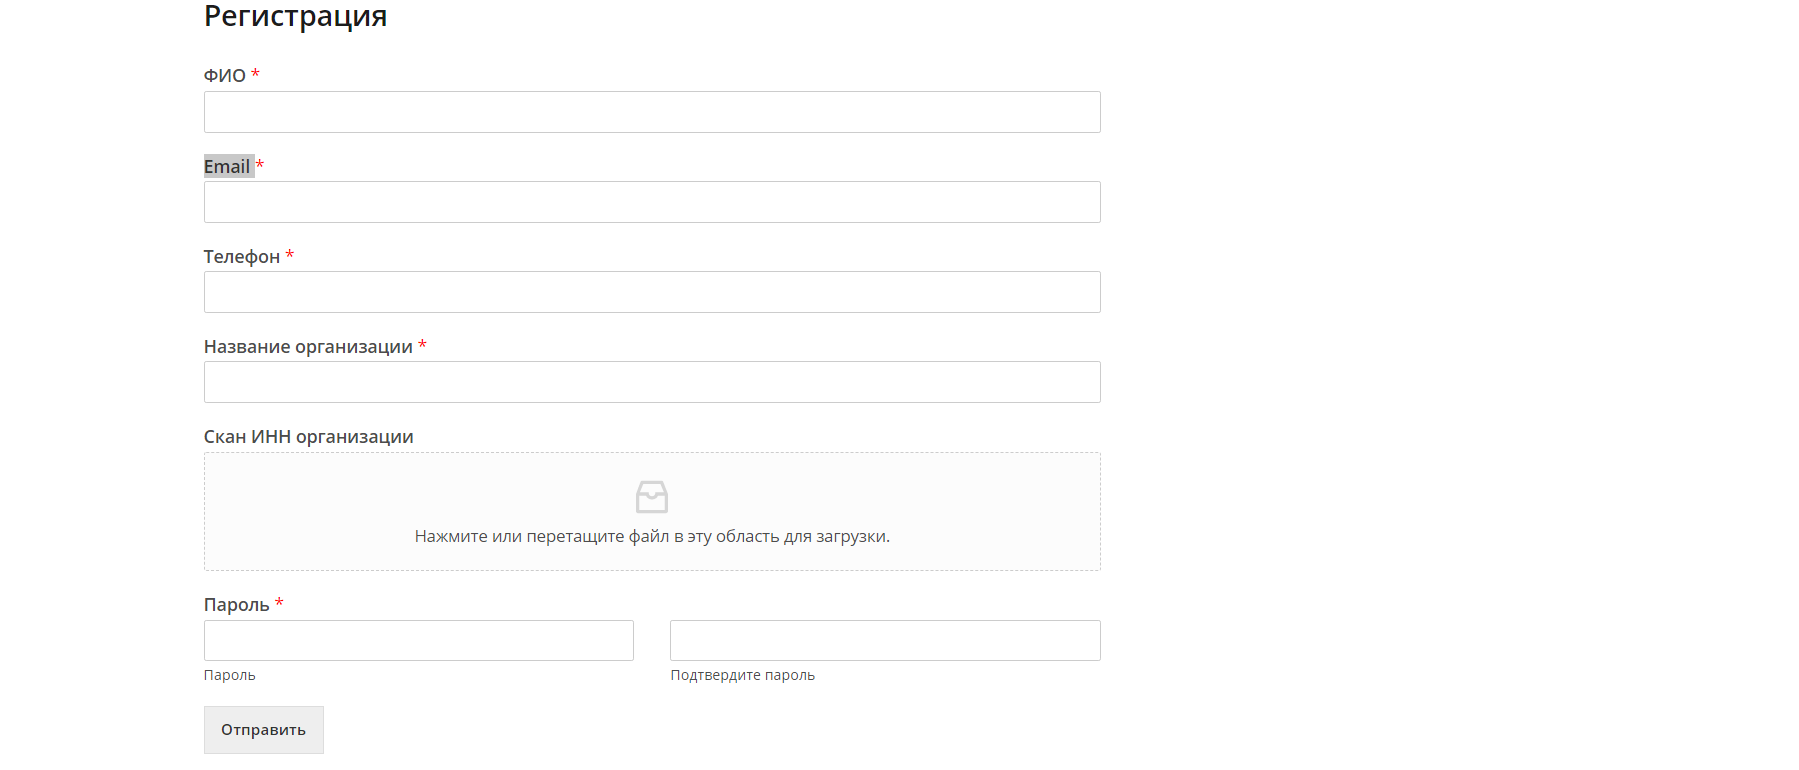 Регистрация
ФИО *
Email *
Телефон *
Название организации *
Скан ИНН организации
Нажмите или перетащите файл в эту область для загрузки.
Пароль *
Пароль
Подтвердите пароль
Отправить